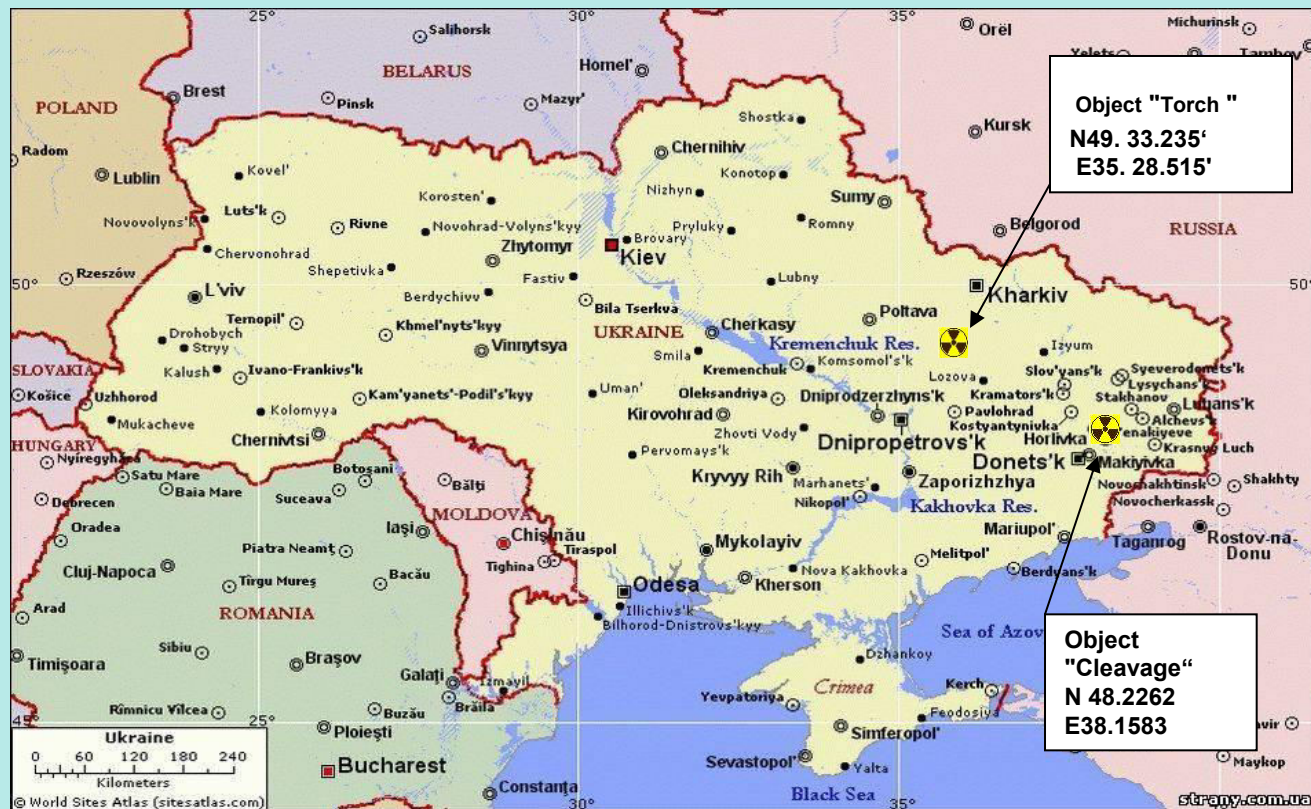 25°
30°
35°
Salihorsk
Orël
Michurinsk
Yelets
Tambov
BELARUS
Homel'
POLAND
Brest
Pinsk
Mazyr'
Object "Torch "
N49. 33.235‘
E35. 28.515'
Shostka
Kursk
Radom
Lublin
Kovel'
Chernihiv
Konotop
Korosten'
Nizhyn
Sumy
Novovolyns'k
Luts'k
Rivne
Novohrad-Volyns'kyy
Pryluky
Romny
Belgorod
RUSSIA
Zhytomyr
Brovary
Kiev
Chervonohrad
Shepetivka
Rzeszów
Fastiv
Lubny
50°
50°
L'viv
Berdychivv
Kharkiv
Bila Tserkva
Ternopil'
Khmel'nyts'kyy
UKRAINE
Cherkasy
Poltava
Drohobych
Stryy
Vinnytsya
Kremenchuk Res.
Izyum
SLOVAKIA
Kalush
Ivano-Frankivs'k
Smila
Komsomol's'k
Kremenchuk
Lozova
Slov'yans'k
Syeverodonets'k
Lysychans'k
Košice
Uzhhorod
Kam'yanets'-Podil's'kyy
Uman'
Oleksandriya
Dniprodzerzhyns'k
Kramators'k
Stakhanov
Mukacheve
Kolomyya
Kirovohrad
Pavlohrad
Kostyantynivka
Luhans'k
Alchevs'k
Chernivtsi
Zhovti Vody
Dnipropetrovs'k
Horlivka
Yenakiyeve
HUNGARY
Nyíregyháza
Satu Mare
Botoşani
Pervomays'k
Kryvyy Rih
Donets'k
Makiyivka
Krasnyy Luch
Baia Mare
Suceava
Bălţi
Marhanets'
Zaporizhzhya
Novoshakhtinsk
Shakhty
Debrecen
Nikopol'
Kakhovka Res.
Novocherkassk
Oradea
MOLDOVA
Iaşi
Chişinău
Mariupol'
Taganrog
Rostov-na-
Donu
Piatra Neamţ
Tiraspol
Mykolayiv
Melitpol'
Cluj-Napoca
Tighina
Tîrgu Mureş
Bacău
Odesa
Kherson
Nova Kakhovka
Berdyans'k
Arad
ROMANIA
Illichivs'k
Bilhorod-Dnistrovs'kyy
Sea of Azov
Object
"Cleavage“
N 48.2262
E38.1583
Timişoara
Sibiu
Braşov
Dzhankoy
Galaţi
Izmayil
Yevpatoriya
Crimea
Kerch
Rîmnicu Vîlcea
Buzău
Brăila
Feodosiya
45°
25°
30°
35°
45°
Ploieşti
Simferopol'
Ukraine
0 60 120 180 240
Kilometers
Sevastopol'
Maykop
Bucharest
Yalta
Constanţa
Black Sea
© World Sites Atlas (sitesatlas.com)
strany.com.ua